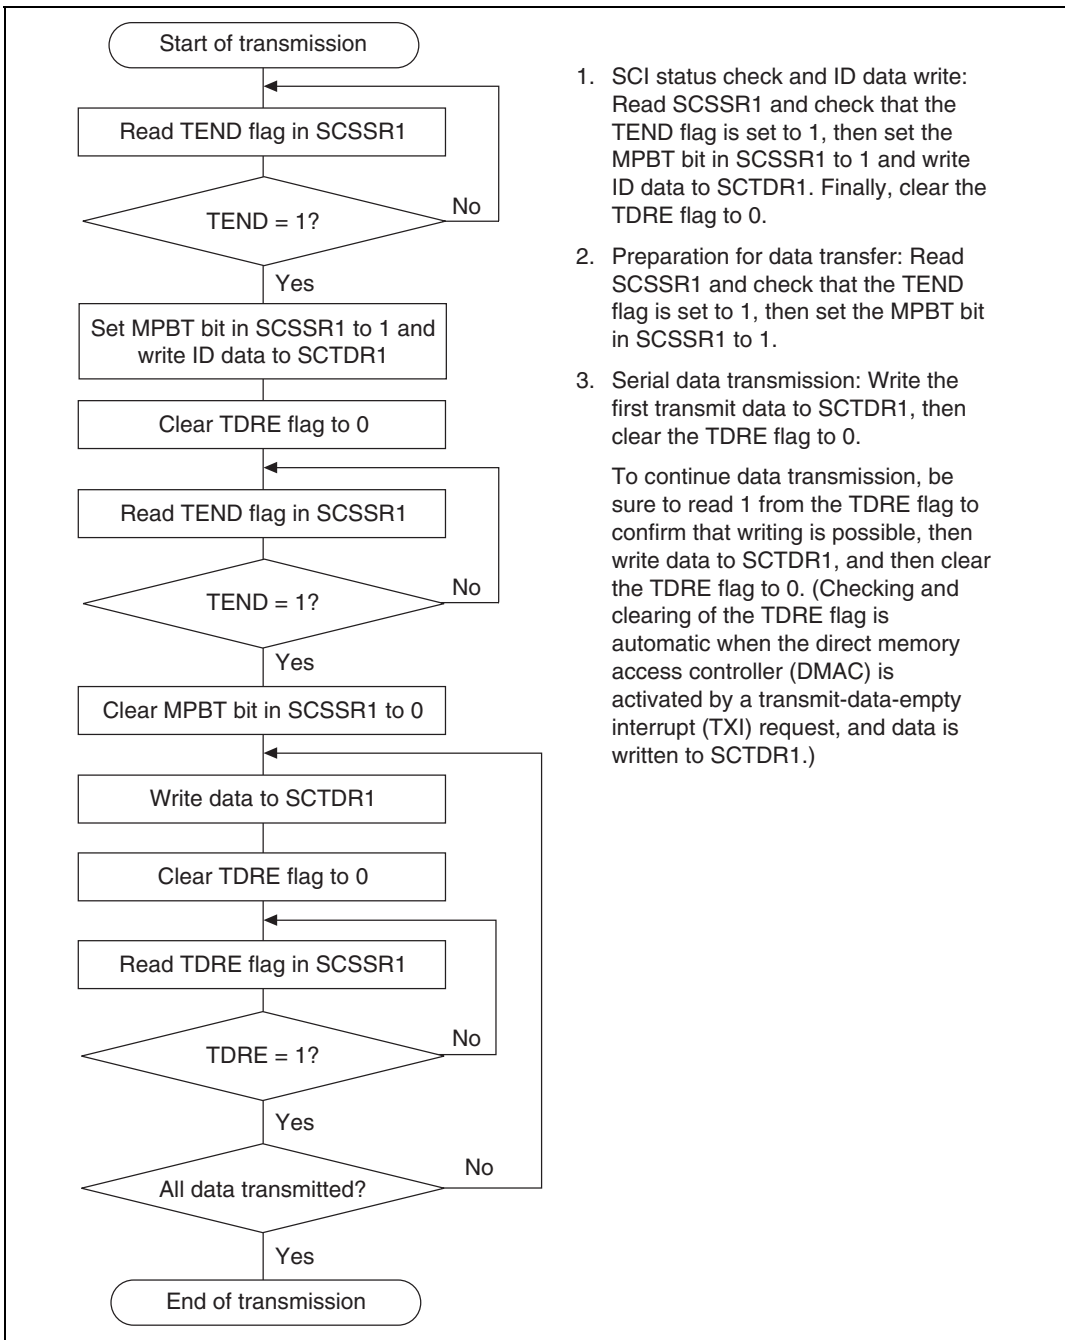 Start of transmission
Read TEND flag in SCSSR1
TEND = 1?
No
Yes
Set MPBT bit in SCSSR1 to 1 and
write ID data to SCTDR1
Clear TDRE flag to 0
Read TEND flag in SCSSR1
TEND = 1?
No
Yes
Clear MPBT bit in SCSSR1 to 0
Write data to SCTDR1
Clear TDRE flag to 0
Read TDRE flag in SCSSR1
TDRE = 1?
No
Yes
All data transmitted?
No
Yes
End of transmission
1. SCI status check and ID data write:
Read SCSSR1 and check that the
TEND flag is set to 1, then set the
MPBT bit in SCSSR1 to 1 and write
ID data to SCTDR1. Finally, clear the
TDRE flag to 0.
2. Preparation for data transfer: Read
SCSSR1 and check that the TEND
flag is set to 1, then set the MPBT bit
in SCSSR1 to 1.
3. Serial data transmission: Write the
first transmit data to SCTDR1, then
clear the TDRE flag to 0.
To continue data transmission, be
sure to read 1 from the TDRE flag to
confirm that writing is possible, then
write data to SCTDR1, and then clear
the TDRE flag to 0. (Checking and
clearing of the TDRE flag is
automatic when the direct memory
access controller (DMAC) is
activated by a transmit-data-empty
interrupt (TXI) request, and data is
written to SCTDR1.)